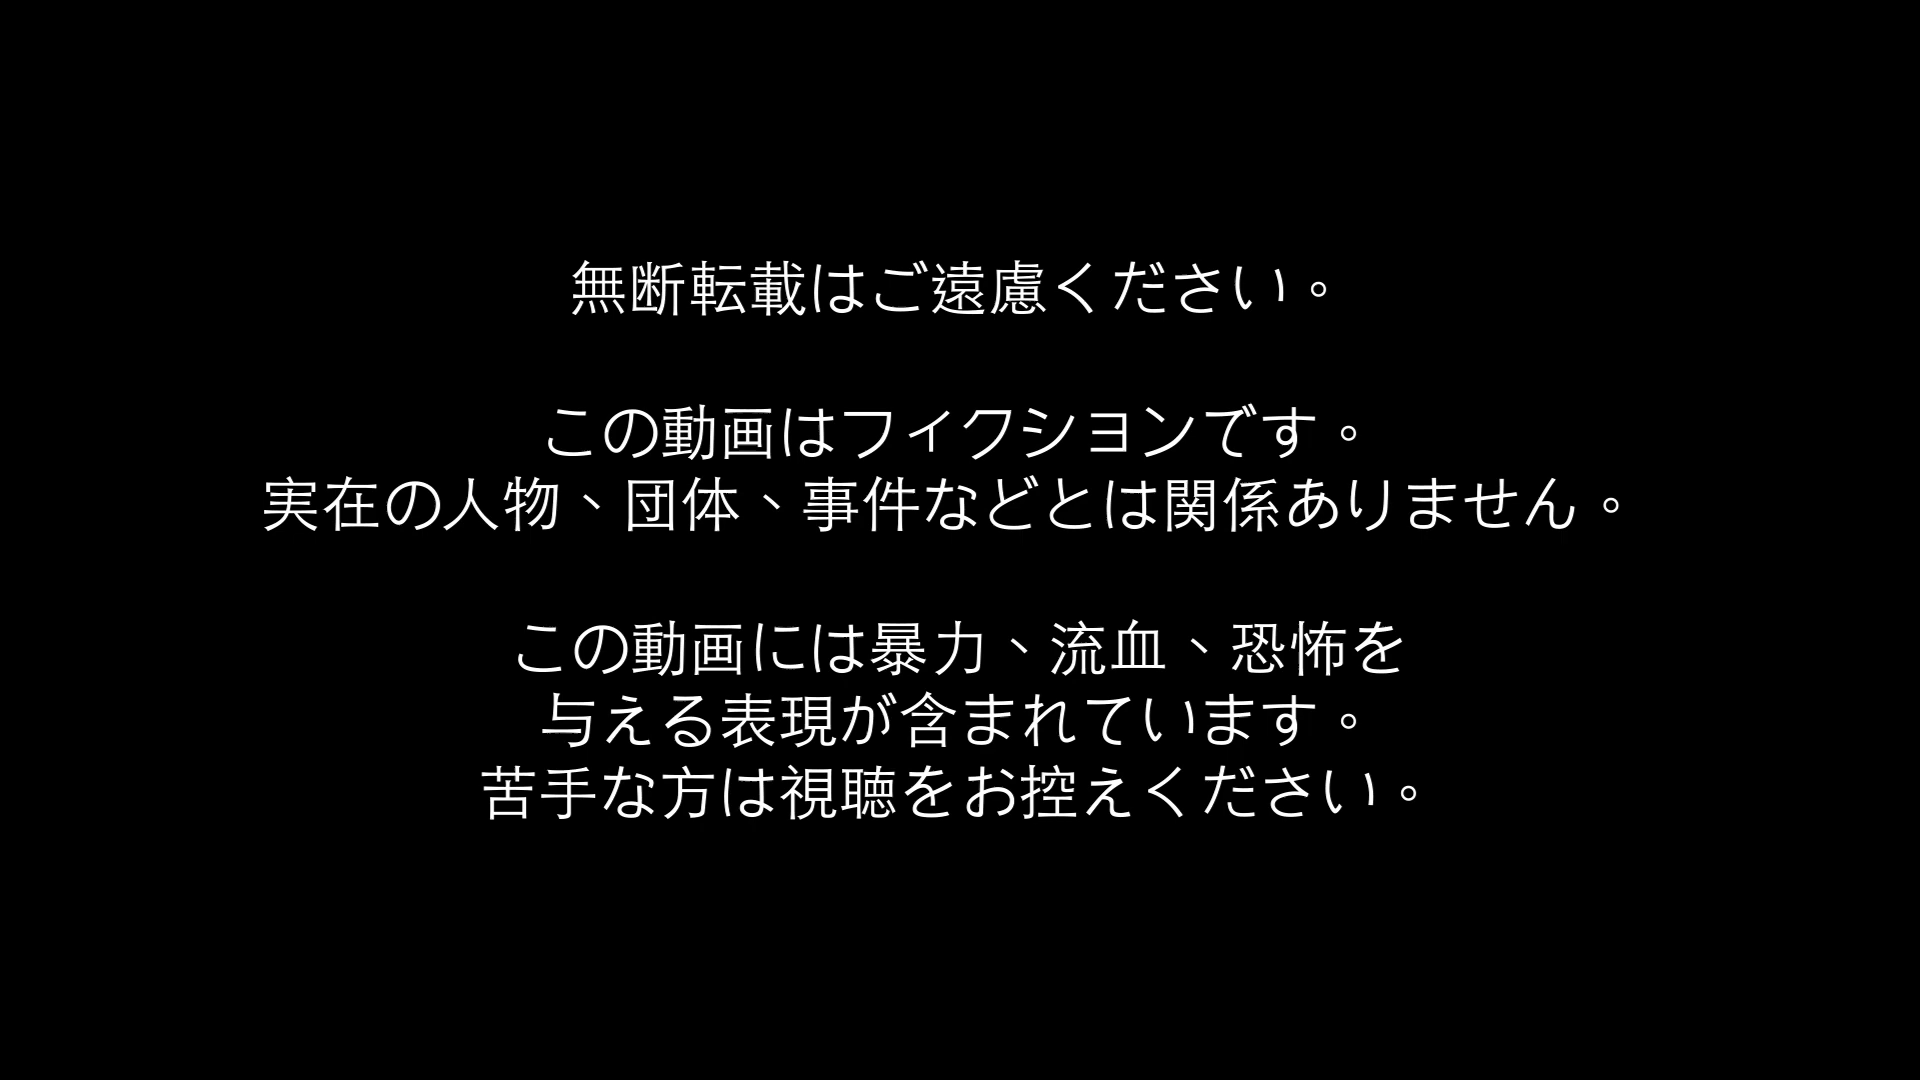 無断転載はご遠慮ください。
この動画はフィクションです。
実在の人物、団体、事件などとは関係ありません。
この動画には暴力、流血、恐怖を
与える表現が含まれています。
苦手な方は視聴をお控えください。